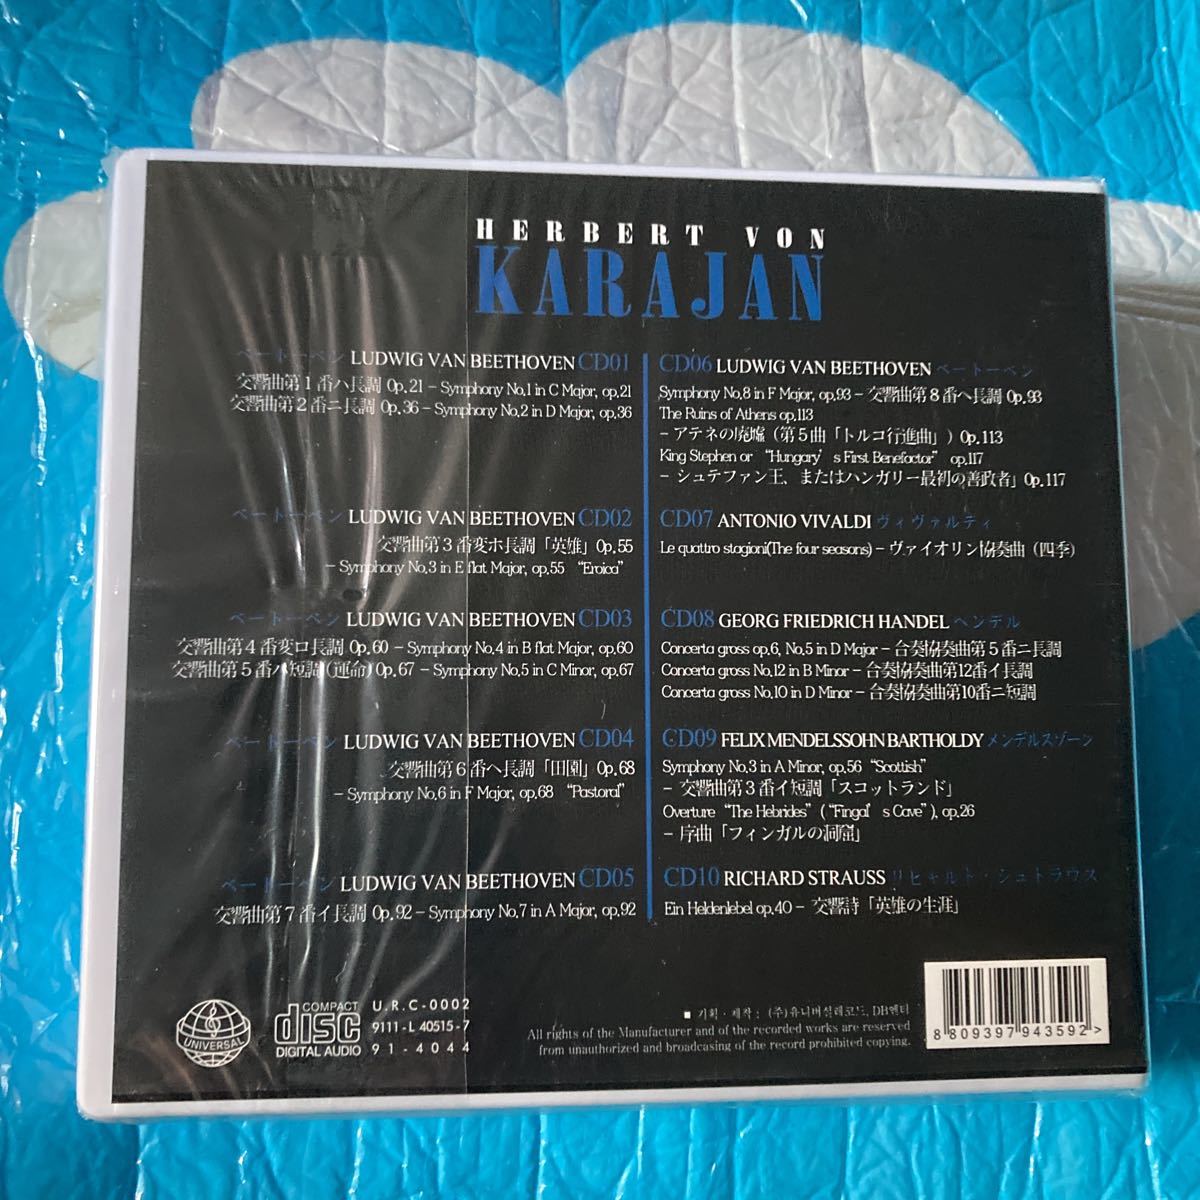 HERBERT VON
KARAJAN
ベートーベン LUDWIG VAN BEETHOVEN CD01
交響曲第1番ハ長調 Op.21 – Symphony No.1 in C Major, op.21
交響曲第2番ニ長調 Op.36 – Symphony No.2 in D Major, op.36
ベートーベン LUDWIG VAN BEETHOVEN CD02
交響曲第3番変ホ長調「英雄」Op.55
– Symphony No.3 in E flat Major, op.55 “Eroica”
ベートーベン LUDWIG VAN BEETHOVEN CD03
交響曲第4番変ロ長調 Op.60 – Symphony No.4 in B flat Major, op.60
交響曲第5番ハ短調(運命) Op.67 – Symphony No.5 in C Minor, op.67
ベートーベン LUDWIG VAN BEETHOVEN CD04
交響曲第6番ヘ長調「田園」Op.68
– Symphony No.6 in F Major, op.68 “Pastoral”
ベートーベン LUDWIG VAN BEETHOVEN CD05
交響曲第7番イ長調 Op.92 – Symphony No.7 in A Major, op.92
CD06 LUDWIG VAN BEETHOVEN ベートーベン
Symphony No.8 in F Major, op.93 – 交響曲第8番ヘ長調 Op.93
The Ruins of Athens op.113
– アテネの廃墟（第5曲「トルコ行進曲」）Op.113
King Stephen or “Hungary's First Benefactor” op.117
– シュテファン王、またはハンガリー最初の善政者」Op.117
CD07 ANTONIO VIVALDI ヴィヴァルディ
Le quattro stagioni(The four seasons) – ヴァイオリン協奏曲（四季）
CD08 GEORG FRIEDRICH HANDEL ヘンデル
Concerta gross op.6, No.5 in D Major – 合奏協奏曲第5番ニ長調
Concerta gross No.12 in B Minor – 合奏協奏曲第12番イ長調
Concerta gross No.10 in D Minor – 合奏協奏曲第10番ニ短調
CD09 FELIX MENDELSSOHN BARTHOLDY メンデルスゾーン
Symphony No.3 in A Minor, op.56 “Scottish”
– 交響曲第3番イ短調「スコットランド」
Overture “The Hebrides” ( “Fingal's Cave” ), op.26
– 序曲「フィンガルの洞窟」
CD10 RICHARD STRAUSS リヒャルト・シュトラウス
Ein Heldenlebel op.40 – 交響詩「英雄の生涯」
UNIVERSAL
COMPACT
disc
DIGITAL AUDIO
U.R.C-0002
9111-L 40515-7
91-4044
■ 기획·제작 : (주)유니버설레코드, DB엔터
All rights of the Manufacturer and of the recorded works are reserved
from unauthorized and broadcasing of the record prohibited copying.
8 809397 943592 >